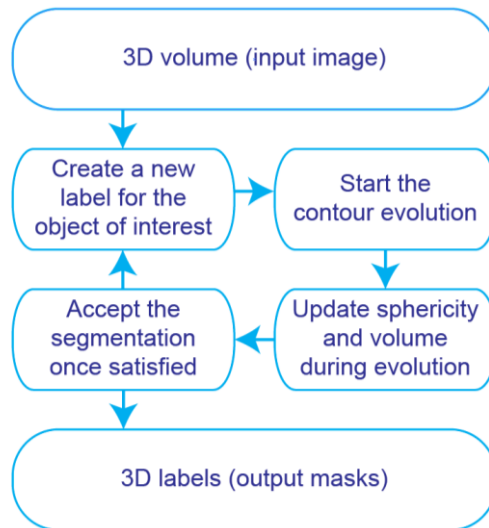 3D volume (input image)
Create a new
label for the
object of interest
Start the
contour evolution
Accept the
segmentation
once satisfied
Update sphericity
and volume
during evolution
3D labels (output masks)